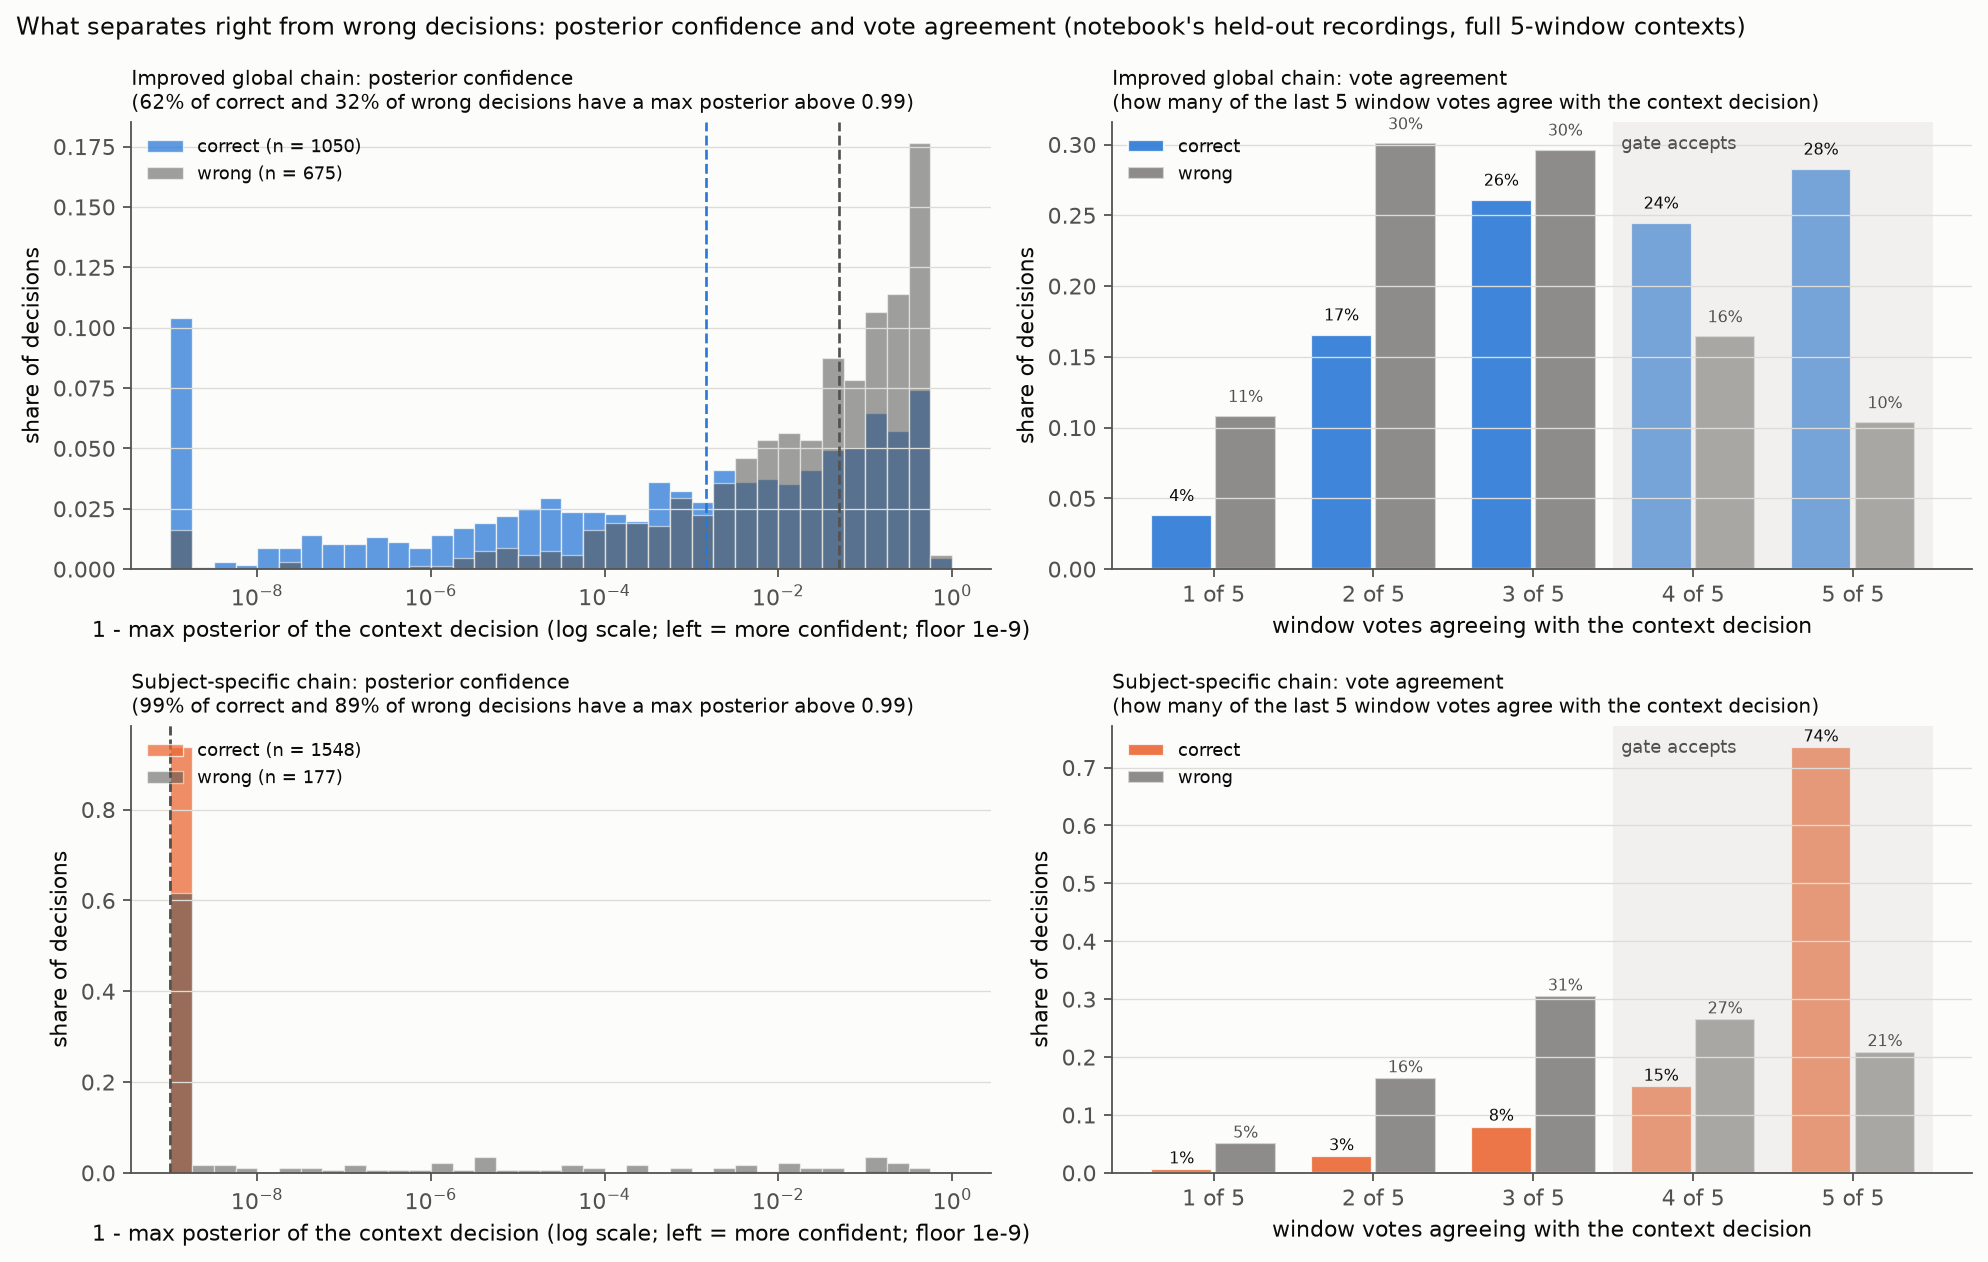 What separates right from wrong decisions: posterior confidence and vote agreement (notebook's held-out recordings, full 5-window contexts)
Improved global chain: posterior confidence
(62% of correct and 32% of wrong decisions have a max posterior above 0.99)
correct (n = 1050)
wrong (n = 675)
share of decisions
0.175
0.150
0.125
0.100
0.075
0.050
0.025
0.000
10⁻⁸
10⁻⁶
10⁻⁴
10⁻²
10⁰
1 - max posterior of the context decision (log scale; left = more confident; floor 1e-9)
Improved global chain: vote agreement
(how many of the last 5 window votes agree with the context decision)
correct
wrong
gate accepts
share of decisions
0.30
0.25
0.20
0.15
0.10
0.05
0.00
4%
11%
17%
30%
26%
30%
24%
16%
28%
10%
1 of 5
2 of 5
3 of 5
4 of 5
5 of 5
window votes agreeing with the context decision
Subject-specific chain: posterior confidence
(99% of correct and 89% of wrong decisions have a max posterior above 0.99)
correct (n = 1548)
wrong (n = 177)
share of decisions
0.8
0.6
0.4
0.2
0.0
10⁻⁸
10⁻⁶
10⁻⁴
10⁻²
10⁰
1 - max posterior of the context decision (log scale; left = more confident; floor 1e-9)
Subject-specific chain: vote agreement
(how many of the last 5 window votes agree with the context decision)
correct
wrong
gate accepts
share of decisions
0.7
0.6
0.5
0.4
0.3
0.2
0.1
0.0
1%
5%
3%
16%
8%
31%
15%
27%
74%
21%
1 of 5
2 of 5
3 of 5
4 of 5
5 of 5
window votes agreeing with the context decision